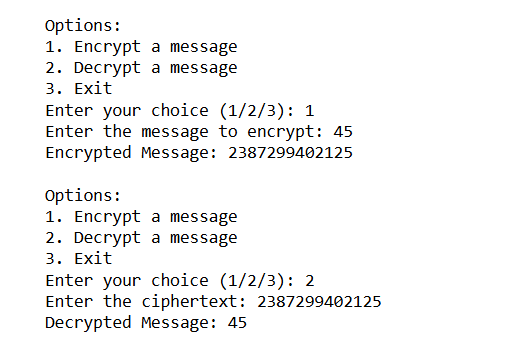 Options:
1. Encrypt a message
2. Decrypt a message
3. Exit
Enter your choice (1/2/3): 1
Enter the message to encrypt: 45
Encrypted Message: 2387299402125
Options:
1. Encrypt a message
2. Decrypt a message
3. Exit
Enter your choice (1/2/3): 2
Enter the ciphertext: 2387299402125
Decrypted Message: 45